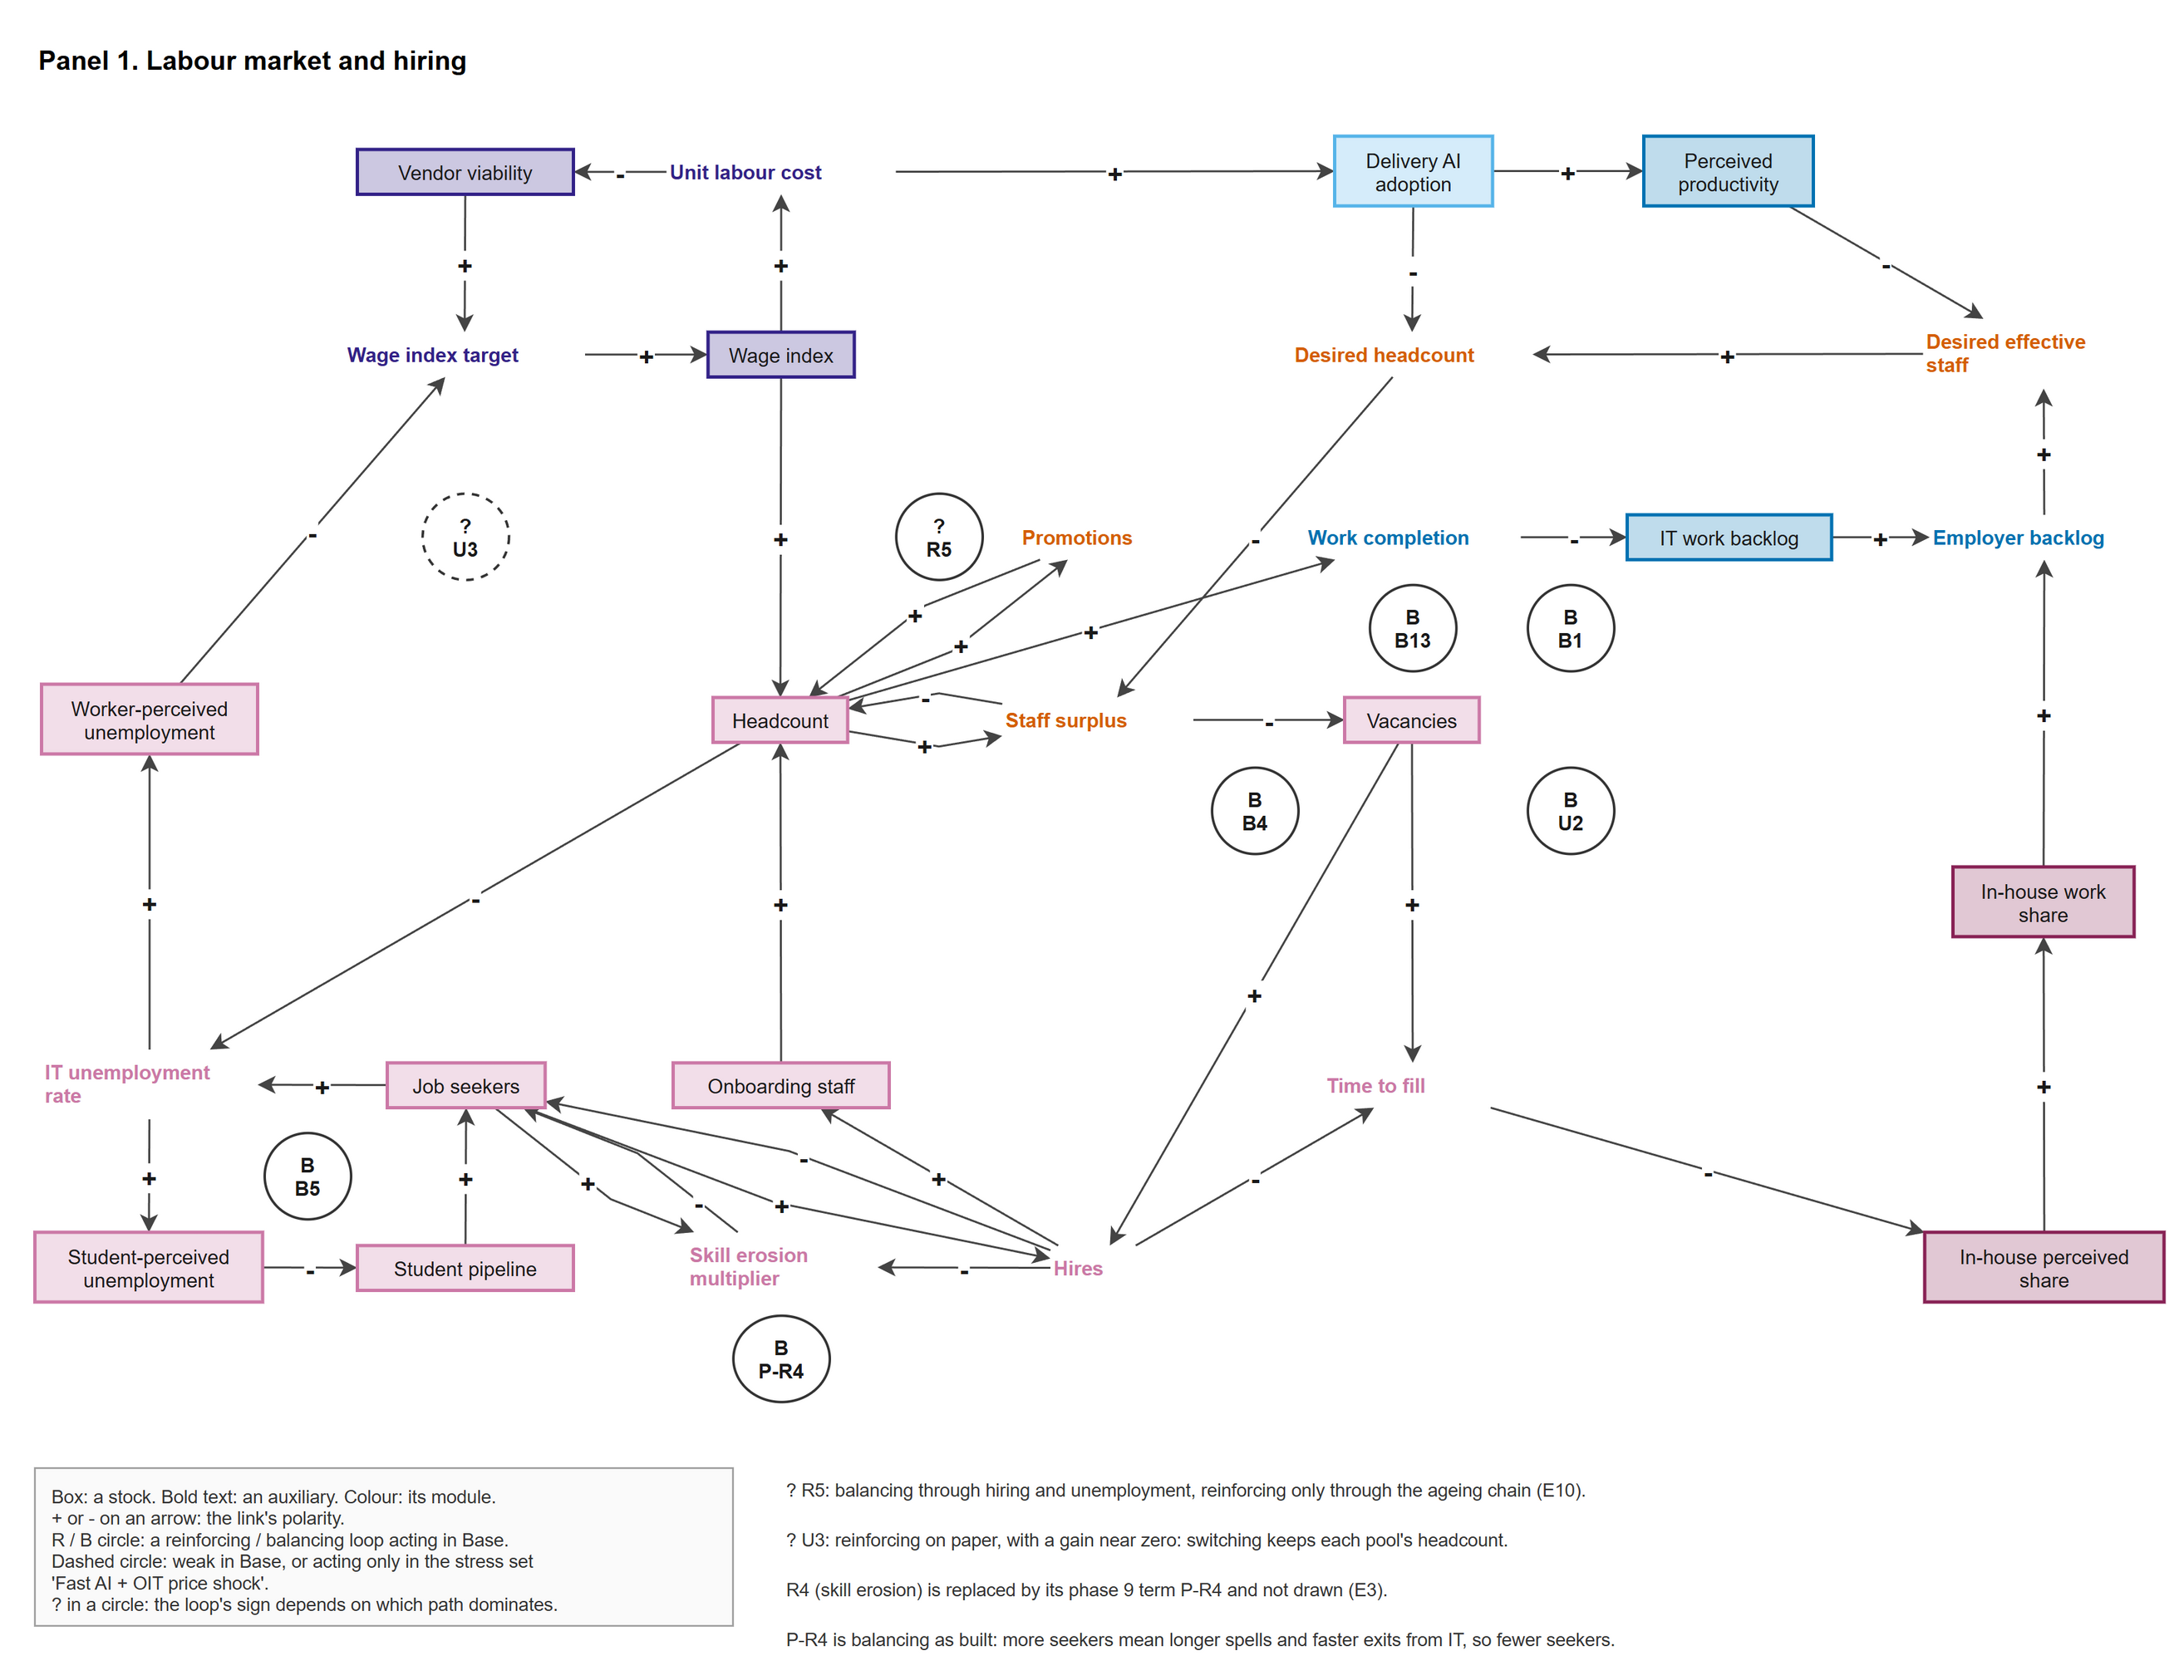 Panel 1. Labour market and hiring
Vendor viability
-
Unit labour cost
+
Delivery AI
adoption
+
Perceived
productivity
+
+
-
-
Wage index target
+
Wage index
Desired headcount
+
Desired effective
staff
-
?
U3
+
?
R5
Promotions
-
Work completion
-
IT work backlog
+
Employer backlog
+
+
+
+
B
B13
B
B1
Worker-perceived
unemployment
Headcount
-
+
Staff surplus
-
Vacancies
+
B
B4
B
U2
+
-
+
+
+
In-house work
share
IT unemployment
rate
+
Job seekers
Onboarding staff
Time to fill
+
+
B
B5
+
+
-
-
+
+
-
-
Student-perceived
unemployment
-
Student pipeline
Skill erosion
multiplier
-
Hires
In-house perceived
share
B
P-R4
Box: a stock. Bold text: an auxiliary. Colour: its module.
+ or - on an arrow: the link's polarity.
R / B circle: a reinforcing / balancing loop acting in Base.
Dashed circle: weak in Base, or acting only in the stress set
'Fast AI + OIT price shock'.
? in a circle: the loop's sign depends on which path dominates.
? R5: balancing through hiring and unemployment, reinforcing only through the ageing chain (E10).
? U3: reinforcing on paper, with a gain near zero: switching keeps each pool's headcount.
R4 (skill erosion) is replaced by its phase 9 term P-R4 and not drawn (E3).
P-R4 is balancing as built: more seekers mean longer spells and faster exits from IT, so fewer seekers.